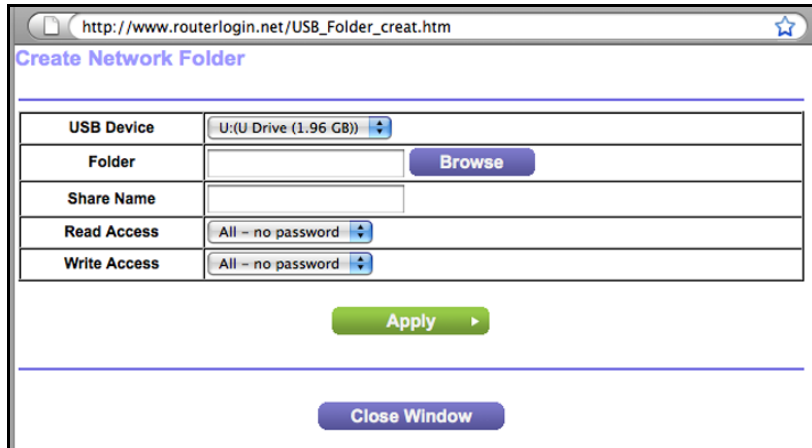 http://www.routerlogin.net/USB_Folder_creat.htm
Create Network Folder
USB Device U:(U Drive (1.96 GB))
Folder Browse
Share Name
Read Access All – no password
Write Access All – no password
Apply
Close Window